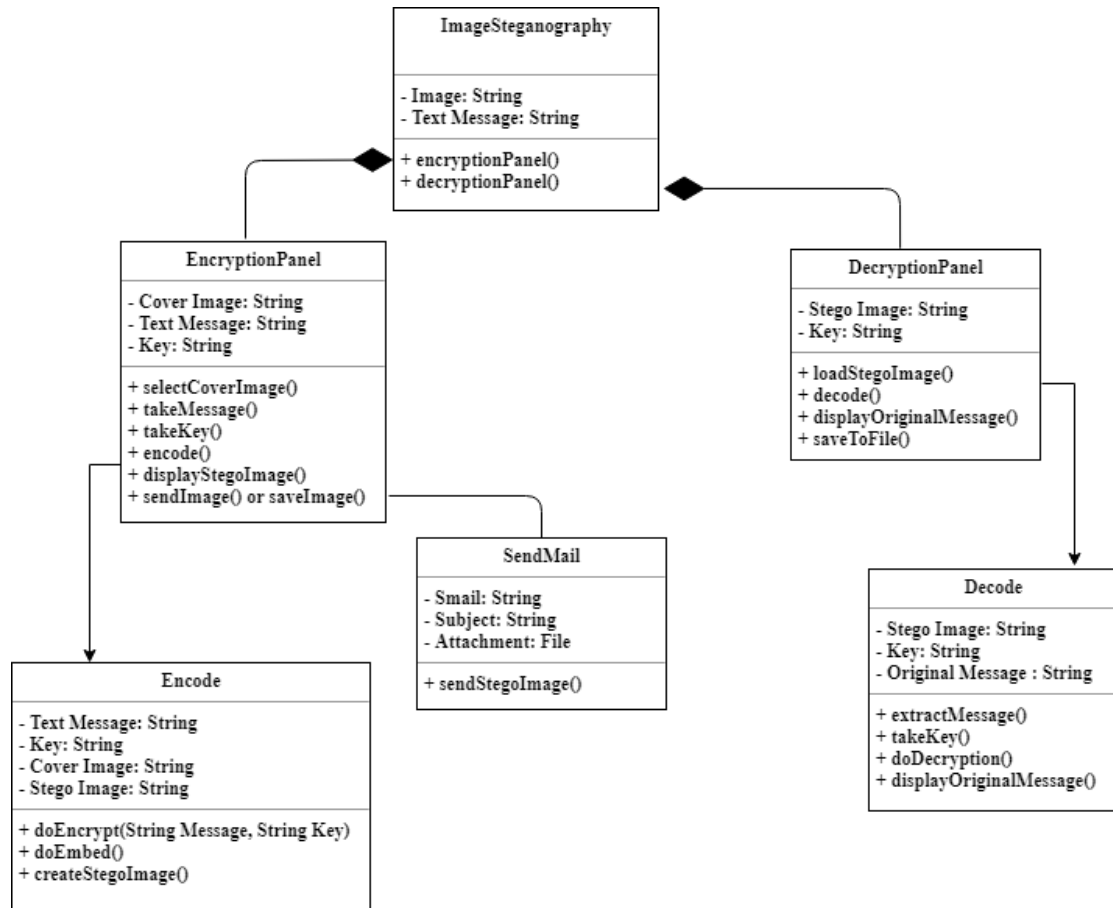 ImageSteganography
- Image: String
- Text Message: String
+ encryptionPanel()
+ decryptionPanel()
EncryptionPanel
- Cover Image: String
- Text Message: String
- Key: String
+ selectCoverImage()
+ takeMessage()
+ takeKey()
+ encode()
+ displayStegoImage()
+ sendImage() or saveImage()
DecryptionPanel
- Stego Image: String
- Key: String
+ loadStegoImage()
+ decode()
+ displayOriginalMessage()
+ saveToFile()
SendMail
- Smail: String
- Subject: String
- Attachment: File
+ sendStegoImage()
Decode
- Stego Image: String
- Key: String
- Original Message : String
+ extractMessage()
+ takeKey()
+ doDecryption()
+ displayOriginalMessage()
Encode
- Text Message: String
- Key: String
- Cover Image: String
- Stego Image: String
+ doEncrypt(String Message, String Key)
+ doEmbed()
+ createStegoImage()